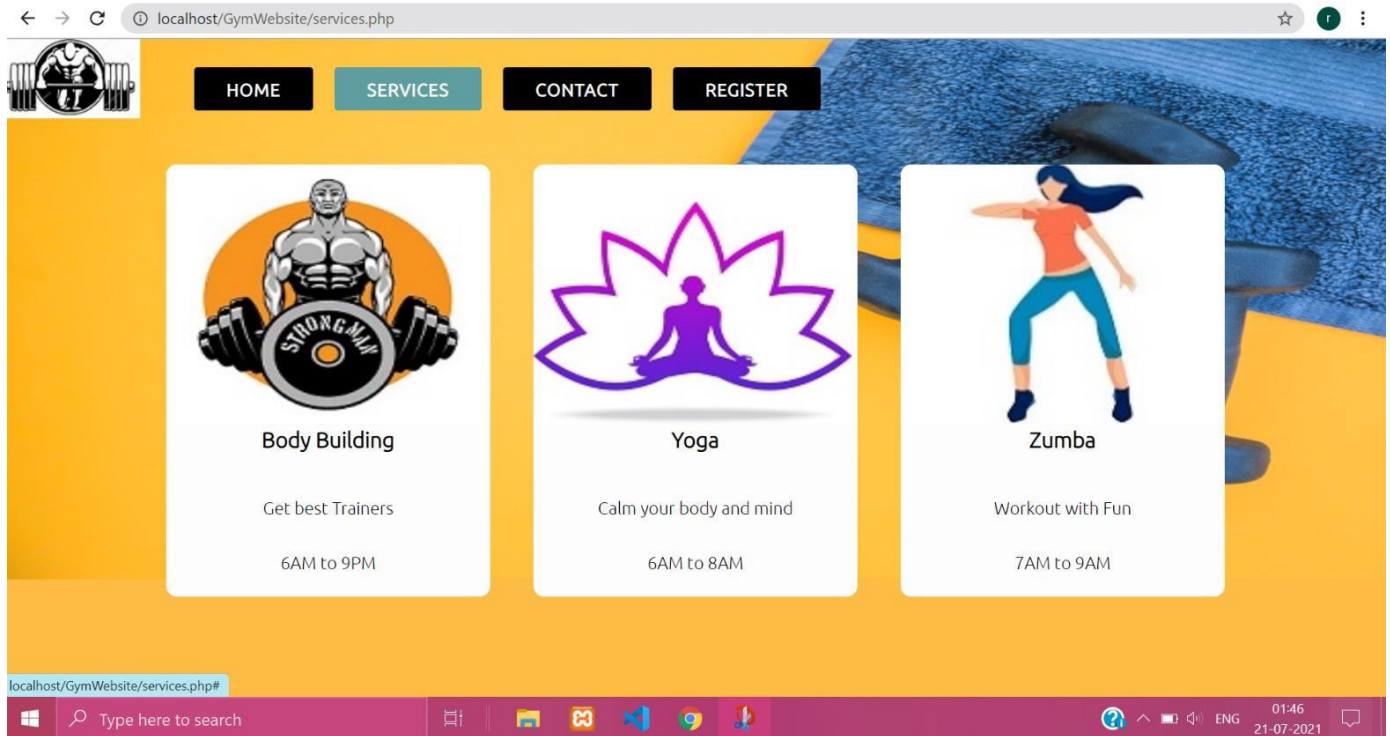 localhost/GymWebsite/services.php
r
HOME SERVICES CONTACT REGISTER
STRONGMAN
Body Building
Get best Trainers
6AM to 9PM
Yoga
Calm your body and mind
6AM to 8AM
Zumba
Workout with Fun
7AM to 9AM
localhost/GymWebsite/services.php#
Type here to search
ENG
01:46
21-07-2021